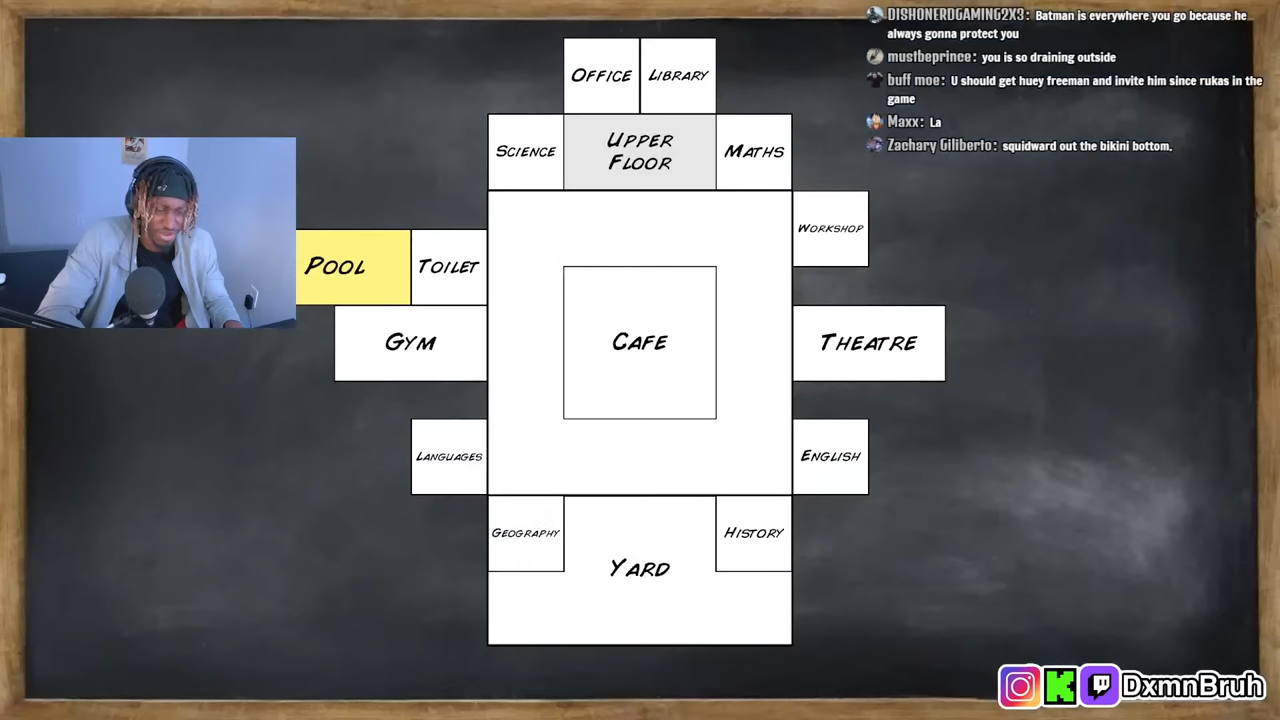 DISHONERDGAMING2X3: Batman is everywhere you go because he
always gonna protect you
mustbeprince: you is so draining outside
buff moe: U should get huey freeman and invite him since rukas in the
game
Maxx: La
Zachary Giliberto: squidward out the bikini bottom.
OFFICE
LIBRARY
SCIENCE
UPPER
FLOOR
MATHS
WORKSHOP
POOL
TOILET
GYM
CAFE
THEATRE
LANGUAGES
ENGLISH
GEOGRAPHY
HISTORY
YARD
DxmnBruh